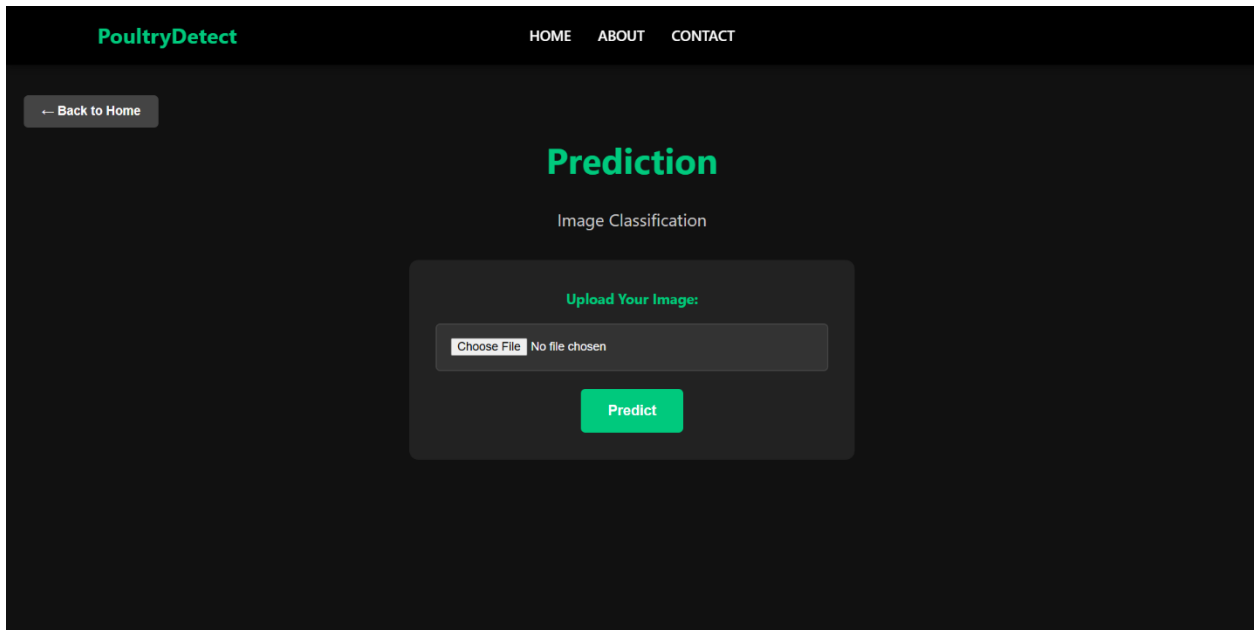 PoultryDetect
HOME ABOUT CONTACT
← Back to Home
Prediction
Image Classification
Upload Your Image:
Choose File No file chosen
Predict